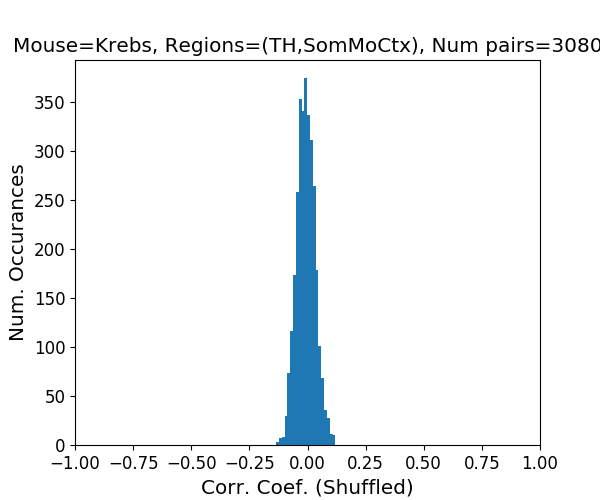 Mouse=Krebs, Regions=(TH,SomMoCtx), Num pairs=3080
Num. Occurances
350
300
250
200
150
100
50
0
−1.00 −0.75 −0.50 −0.25 0.00 0.25 0.50 0.75 1.00
Corr. Coef. (Shuffled)